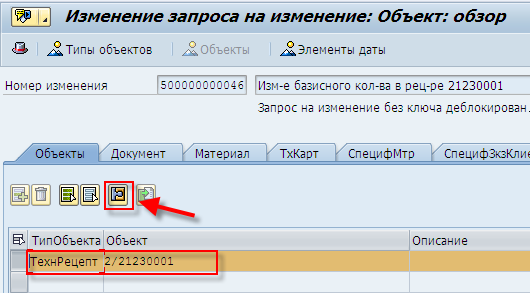 Изменение запроса на изменение: Объект: обзор
Типы объектов Объекты Элементы даты
Номер изменения 500000000046 Изм-е базисного кол-ва в рец-ре 21230001
Запрос на изменение без ключа деблокирован.
Объекты Документ Материал ТхКарт СпецифМтр СпецифЗкзКлие
ТипОбъекта Объект Описание
ТехнРецепт 2/21230001